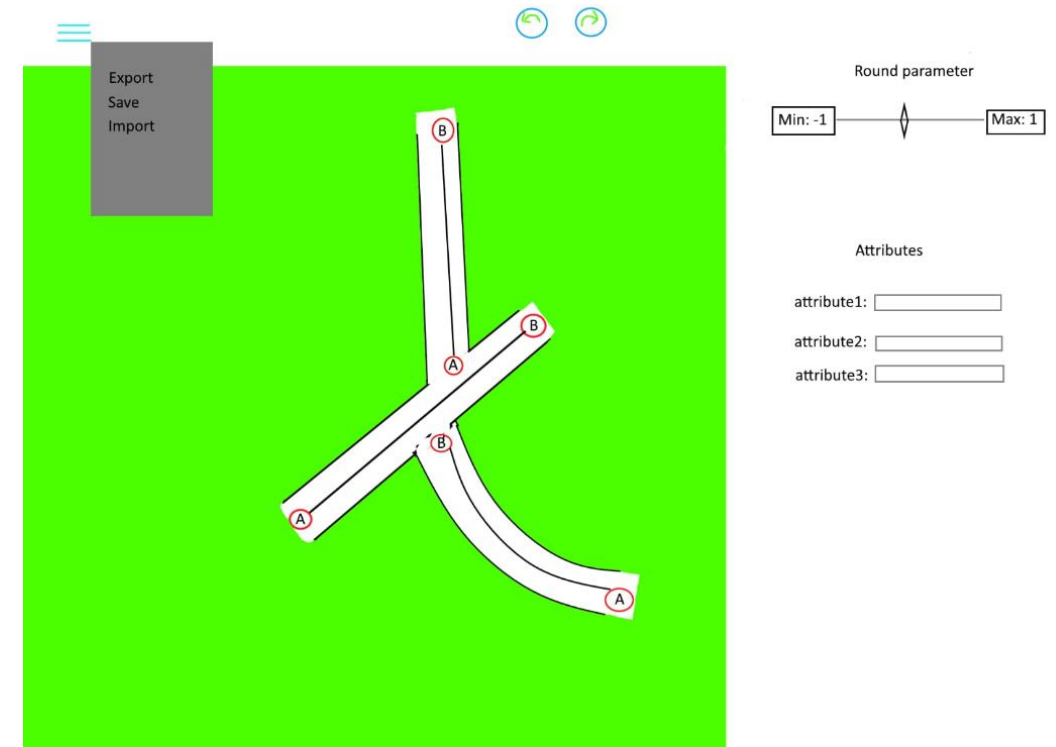 Export
Save
Import
Round parameter
Min: -1
Max: 1
Attributes
attribute1:
attribute2:
attribute3:
B
B
A
B
A
A